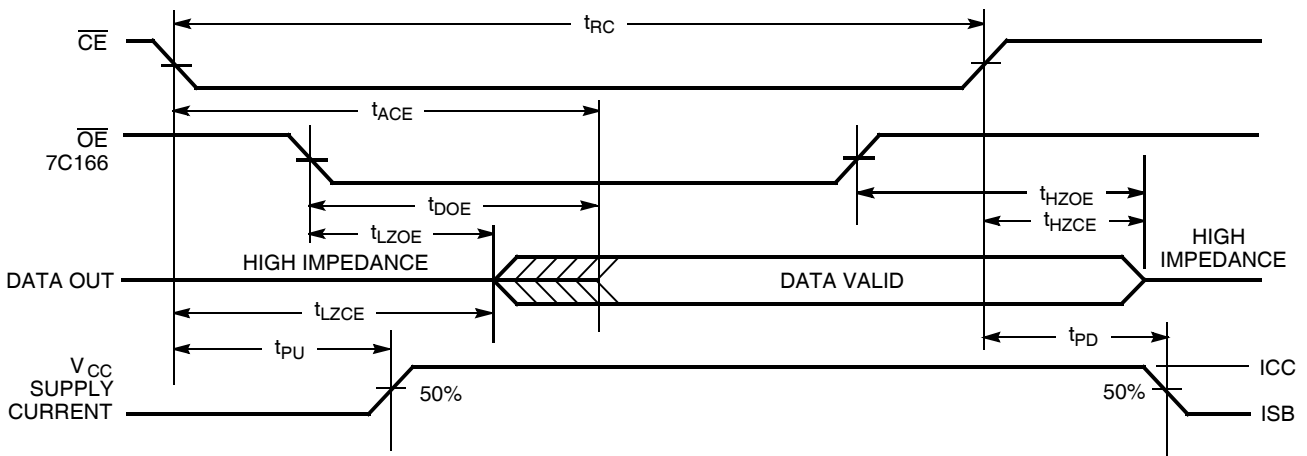 tRC
CE
tACE
OE
7C166
tDOE
tHZOE
tLZOE
tHZCE
HIGH IMPEDANCE
HIGH
IMPEDANCE
DATA OUT
DATA VALID
tLZCE
tPU
tPD
VCC
SUPPLY
CURRENT
50%
50%
ICC
ISB